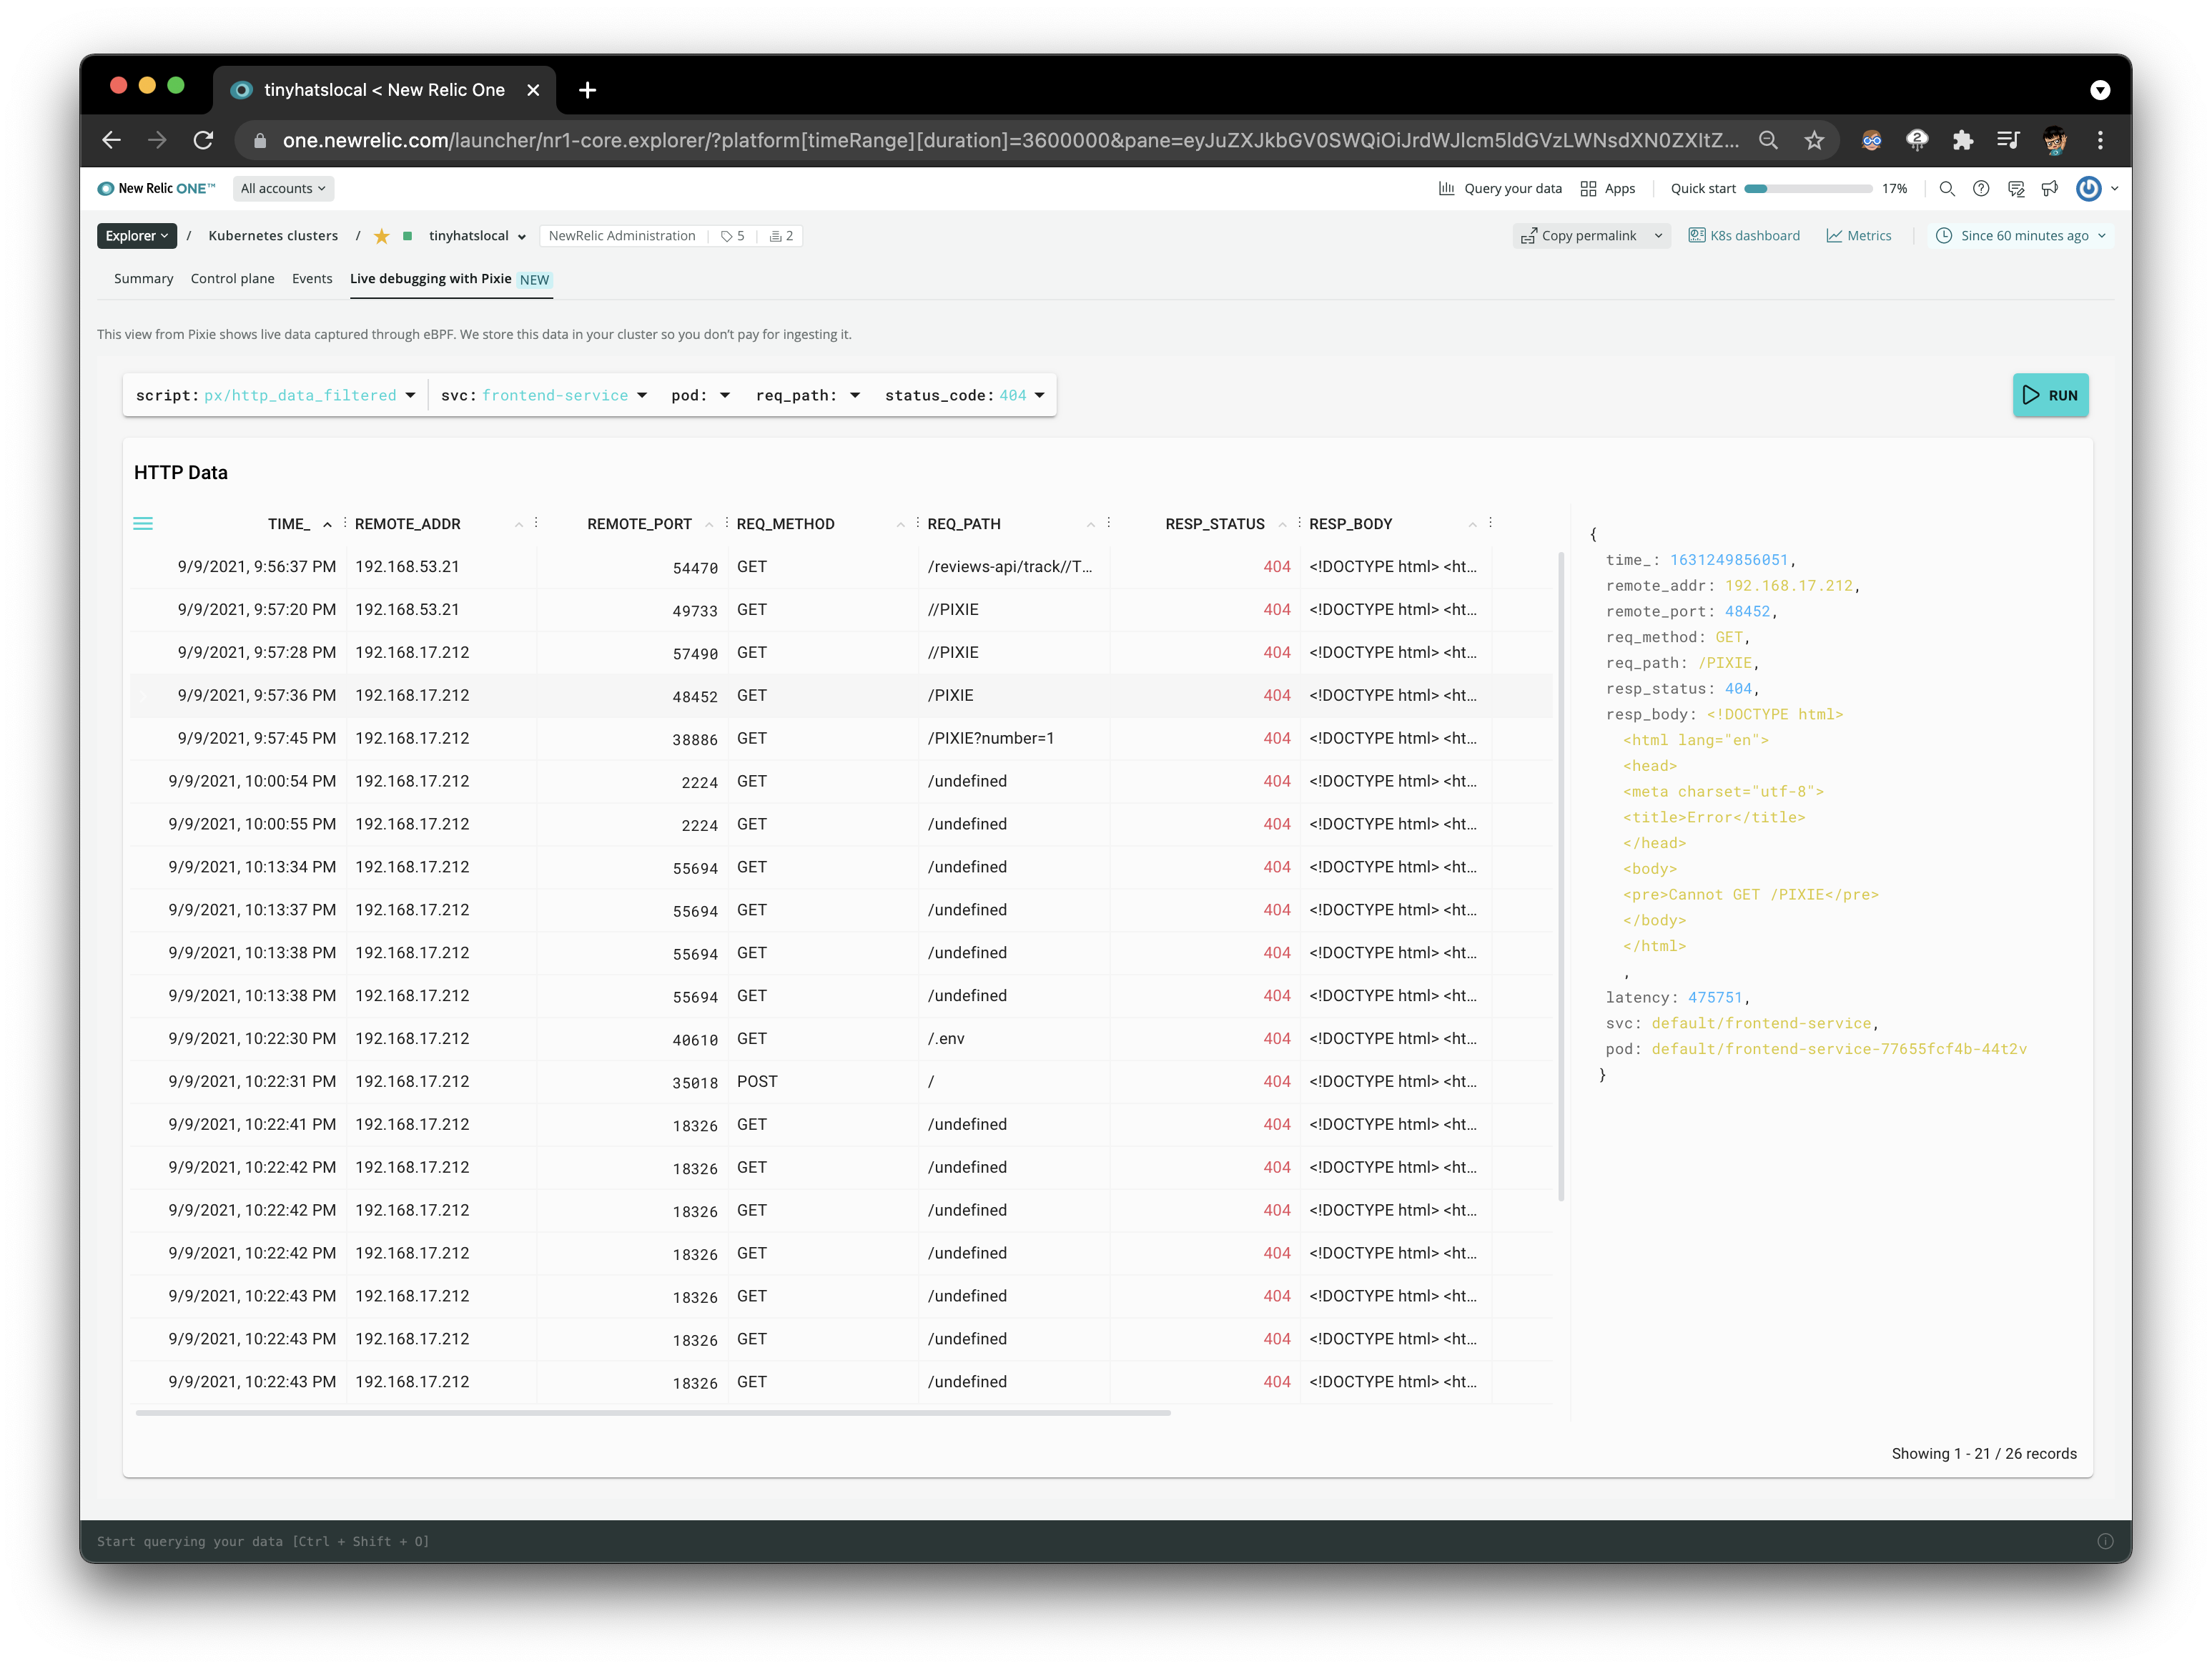 tinyhatslocal < New Relic One
one.newrelic.com/launcher/nr1-core.explorer/?platform[timeRange][duration]=3600000&pane=eyJuZXJkbGV0SWQiOiJrdWJlcm5ldGVzLWNsdXN0ZXItZ...
New Relic ONE™ All accounts Query your data Apps Quick start 17%
Explorer / Kubernetes clusters / tinyhatslocal NewRelic Administration 5 2 Copy permalink K8s dashboard Metrics Since 60 minutes ago
Summary Control plane Events Live debugging with Pixie NEW
This view from Pixie shows live data captured through eBPF. We store this data in your cluster so you don't pay for ingesting it.
script: px/http_data_filtered svc: frontend-service pod: req_path: status_code: 404 RUN
HTTP Data
TIME_ REMOTE_ADDR REMOTE_PORT REQ_METHOD REQ_PATH RESP_STATUS RESP_BODY
9/9/2021, 9:56:37 PM 192.168.53.21 54470 GET /reviews-api/track//T... 404 <!DOCTYPE html> <ht...
9/9/2021, 9:57:20 PM 192.168.53.21 49733 GET //PIXIE 404 <!DOCTYPE html> <ht...
9/9/2021, 9:57:28 PM 192.168.17.212 57490 GET //PIXIE 404 <!DOCTYPE html> <ht...
9/9/2021, 9:57:36 PM 192.168.17.212 48452 GET /PIXIE 404 <!DOCTYPE html> <ht...
9/9/2021, 9:57:45 PM 192.168.17.212 38886 GET /PIXIE?number=1 404 <!DOCTYPE html> <ht...
9/9/2021, 10:00:54 PM 192.168.17.212 2224 GET /undefined 404 <!DOCTYPE html> <ht...
9/9/2021, 10:00:55 PM 192.168.17.212 2224 GET /undefined 404 <!DOCTYPE html> <ht...
9/9/2021, 10:13:34 PM 192.168.17.212 55694 GET /undefined 404 <!DOCTYPE html> <ht...
9/9/2021, 10:13:37 PM 192.168.17.212 55694 GET /undefined 404 <!DOCTYPE html> <ht...
9/9/2021, 10:13:38 PM 192.168.17.212 55694 GET /undefined 404 <!DOCTYPE html> <ht...
9/9/2021, 10:13:38 PM 192.168.17.212 55694 GET /undefined 404 <!DOCTYPE html> <ht...
9/9/2021, 10:22:30 PM 192.168.17.212 40610 GET /.env 404 <!DOCTYPE html> <ht...
9/9/2021, 10:22:31 PM 192.168.17.212 35018 POST / 404 <!DOCTYPE html> <ht...
9/9/2021, 10:22:41 PM 192.168.17.212 18326 GET /undefined 404 <!DOCTYPE html> <ht...
9/9/2021, 10:22:42 PM 192.168.17.212 18326 GET /undefined 404 <!DOCTYPE html> <ht...
9/9/2021, 10:22:42 PM 192.168.17.212 18326 GET /undefined 404 <!DOCTYPE html> <ht...
9/9/2021, 10:22:42 PM 192.168.17.212 18326 GET /undefined 404 <!DOCTYPE html> <ht...
9/9/2021, 10:22:43 PM 192.168.17.212 18326 GET /undefined 404 <!DOCTYPE html> <ht...
9/9/2021, 10:22:43 PM 192.168.17.212 18326 GET /undefined 404 <!DOCTYPE html> <ht...
9/9/2021, 10:22:43 PM 192.168.17.212 18326 GET /undefined 404 <!DOCTYPE html> <ht...
{
time_: 1631249856051,
remote_addr: 192.168.17.212,
remote_port: 48452,
req_method: GET,
req_path: /PIXIE,
resp_status: 404,
resp_body: <!DOCTYPE html>
<html lang="en">
<head>
<meta charset="utf-8">
<title>Error</title>
</head>
<body>
<pre>Cannot GET /PIXIE</pre>
</body>
</html>
,
latency: 475751,
svc: default/frontend-service,
pod: default/frontend-service-77655fcf4b-44t2v
}
Showing 1 - 21 / 26 records
Start querying your data [Ctrl + Shift + O]